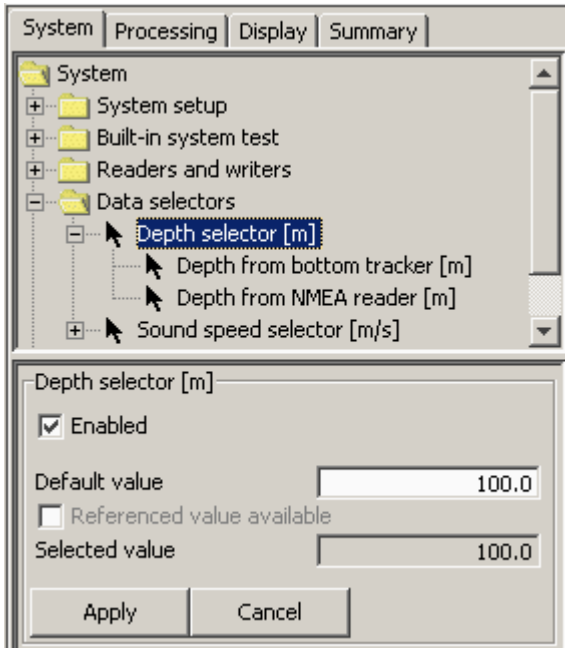 System Processing Display Summary
System
System setup
Built-in system test
Readers and writers
Data selectors
Depth selector [m]
Depth from bottom tracker [m]
Depth from NMEA reader [m]
Sound speed selector [m/s]
Depth selector [m]
Enabled
Default value 100.0
Referenced value available
Selected value 100.0
Apply Cancel